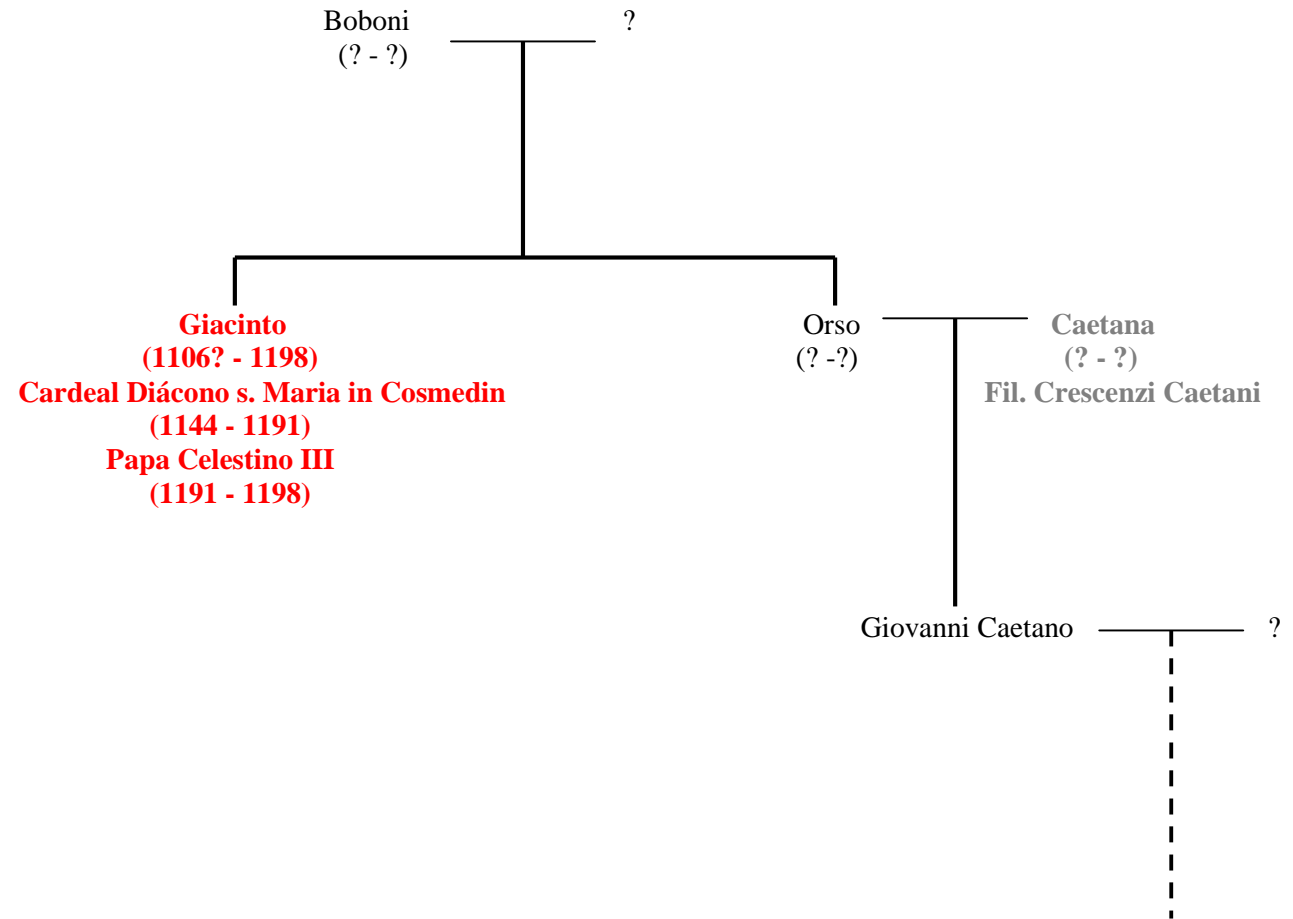 Boboni
(? - ?)
?
Giacinto
(1106? - 1198)
Cardeal Diácono s. Maria in Cosmedin
(1144 - 1191)
Papa Celestino III
(1191 - 1198)
Orso
(? -?)
Caetana
(? - ?)
Fil. Crescenzi Caetani
Giovanni Caetano
?